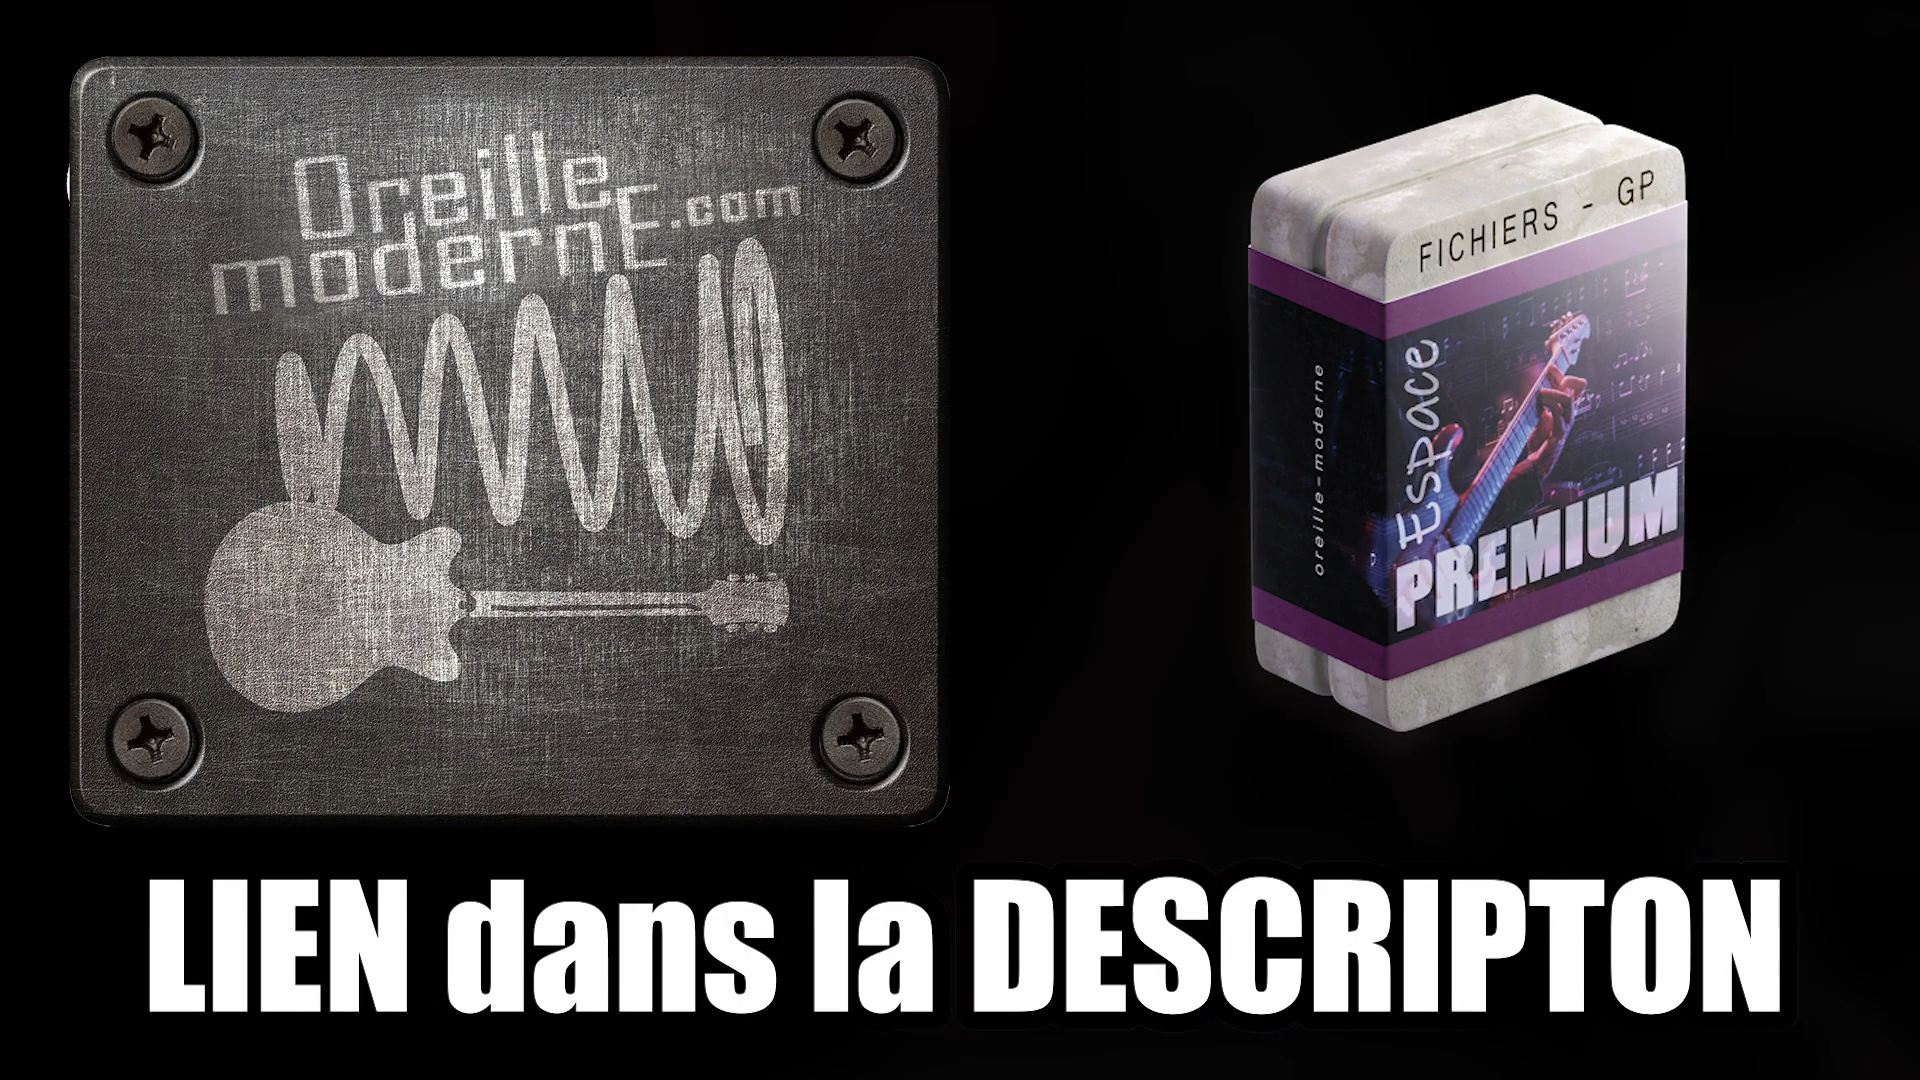 Oreille
modernE.com
FICHIERS - GP
oreille-moderne
Espace
PREMIUM
LIEN dans la DESCRIPTON